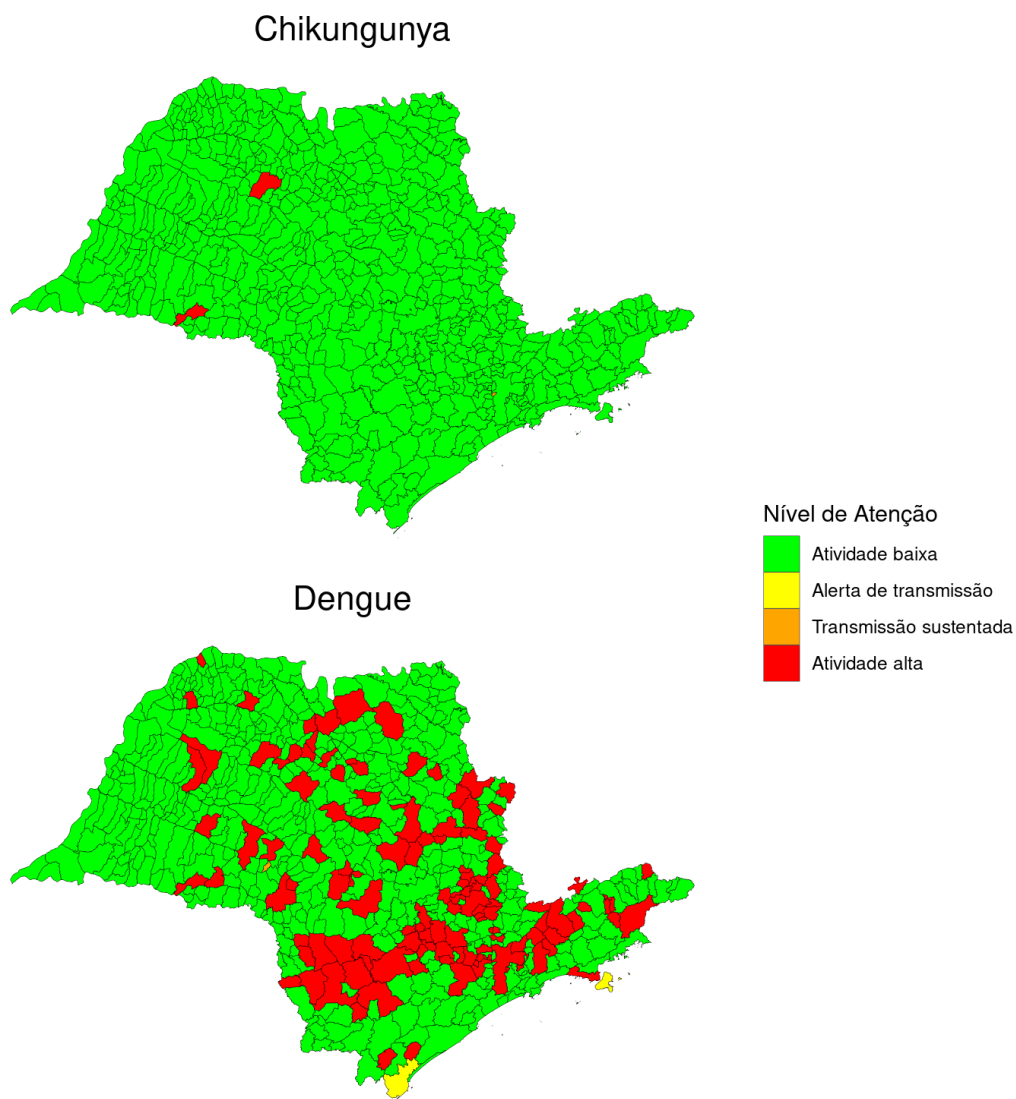 Chikungunya
Nível de Atenção
Atividade baixa
Alerta de transmissão
Transmissão sustentada
Atividade alta
Dengue